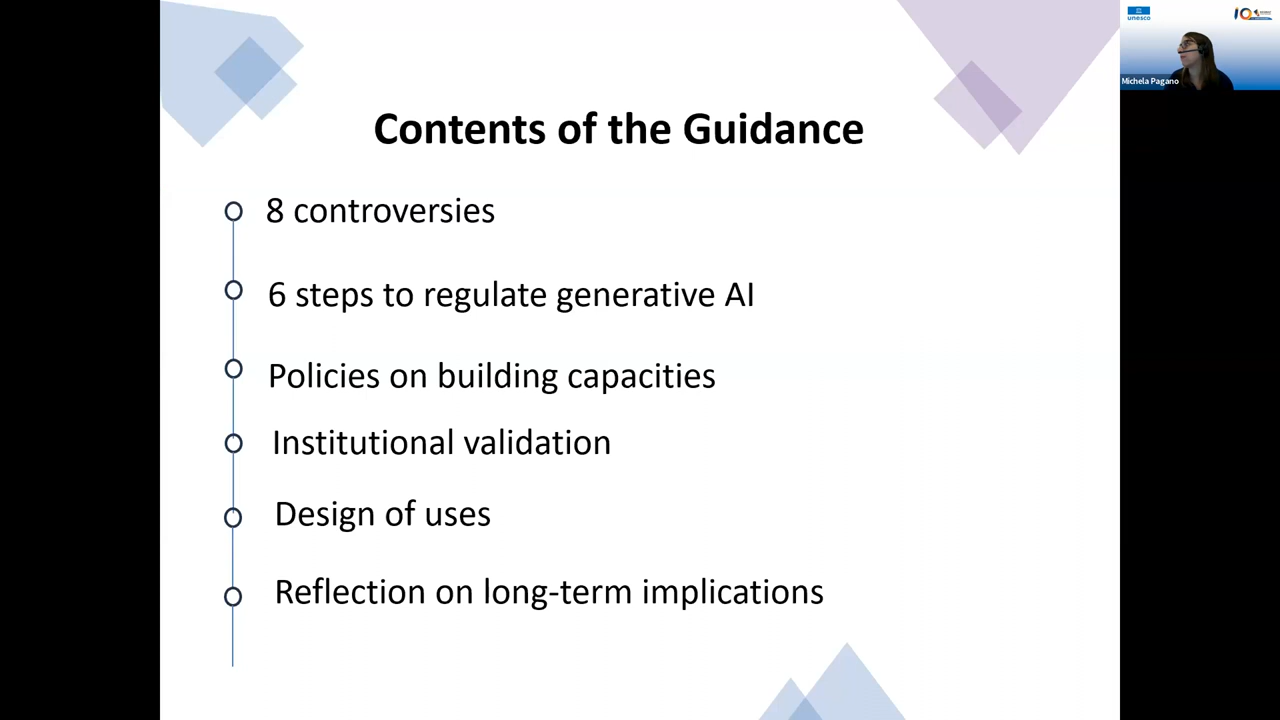 Contents of the Guidance
8 controversies
6 steps to regulate generative AI
Policies on building capacities
Institutional validation
Design of uses
Reflection on long-term implications
unesco
Michela Pagano